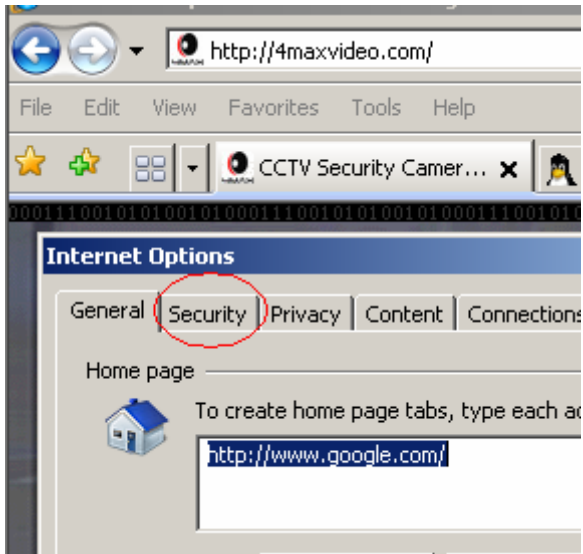 http://4maxvideo.com/
File Edit View Favorites Tools Help
CCTV Security Camer...
Internet Options
General Security Privacy Content Connections
Home page
To create home page tabs, type each ad
http://www.google.com/